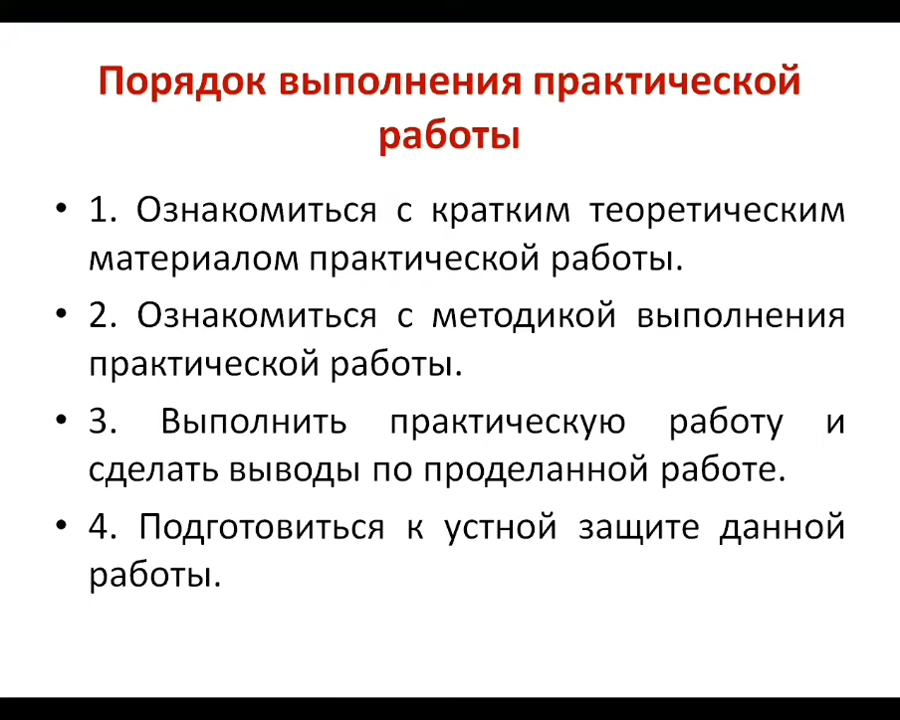 Порядок выполнения практической
работы
• 1. Ознакомиться с кратким теоретическим
материалом практической работы.
• 2. Ознакомиться с методикой выполнения
практической работы.
• 3. Выполнить практическую работу и
сделать выводы по проделанной работе.
• 4. Подготовиться к устной защите данной
работы.